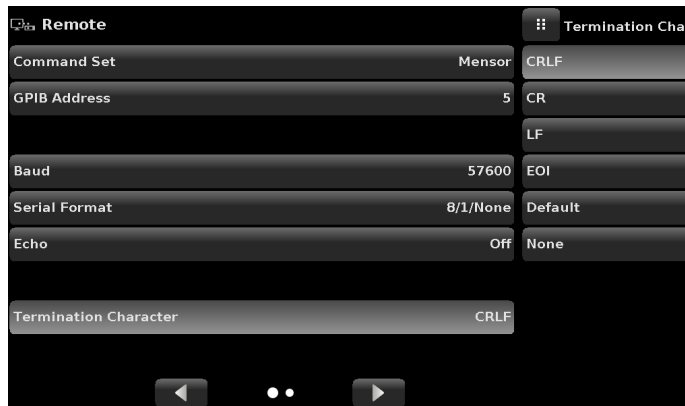 Remote
Command Set Mensor
GPIB Address 5
Baud 57600
Serial Format 8/1/None
Echo Off
Termination Character CRLF
Termination Cha
CRLF
CR
LF
EOI
Default
None